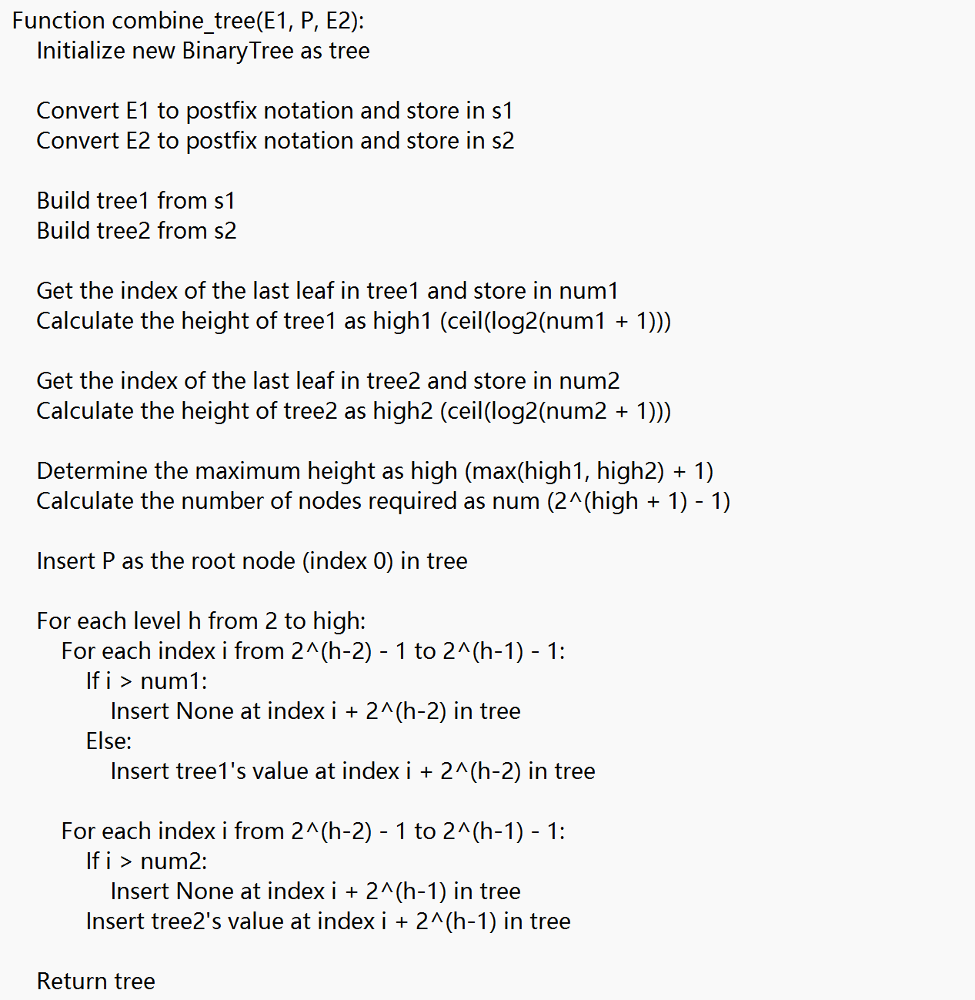 Function combine_tree(E1, P, E2):
Initialize new BinaryTree as tree
Convert E1 to postfix notation and store in s1
Convert E2 to postfix notation and store in s2
Build tree1 from s1
Build tree2 from s2
Get the index of the last leaf in tree1 and store in num1
Calculate the height of tree1 as high1 (ceil(log2(num1 + 1)))
Get the index of the last leaf in tree2 and store in num2
Calculate the height of tree2 as high2 (ceil(log2(num2 + 1)))
Determine the maximum height as high (max(high1, high2) + 1)
Calculate the number of nodes required as num (2^(high + 1) - 1)
Insert P as the root node (index 0) in tree
For each level h from 2 to high:
For each index i from 2^(h-2) - 1 to 2^(h-1) - 1:
If i > num1:
Insert None at index i + 2^(h-2) in tree
Else:
Insert tree1's value at index i + 2^(h-2) in tree
For each index i from 2^(h-2) - 1 to 2^(h-1) - 1:
If i > num2:
Insert None at index i + 2^(h-1) in tree
Insert tree2's value at index i + 2^(h-1) in tree
Return tree